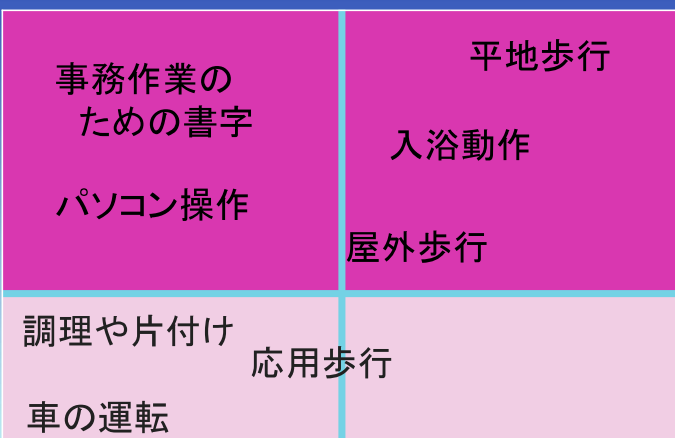 事務作業の
ための書字
パソコン操作
平地歩行
入浴動作
屋外歩行
調理や片付け
応用歩行
車の運転